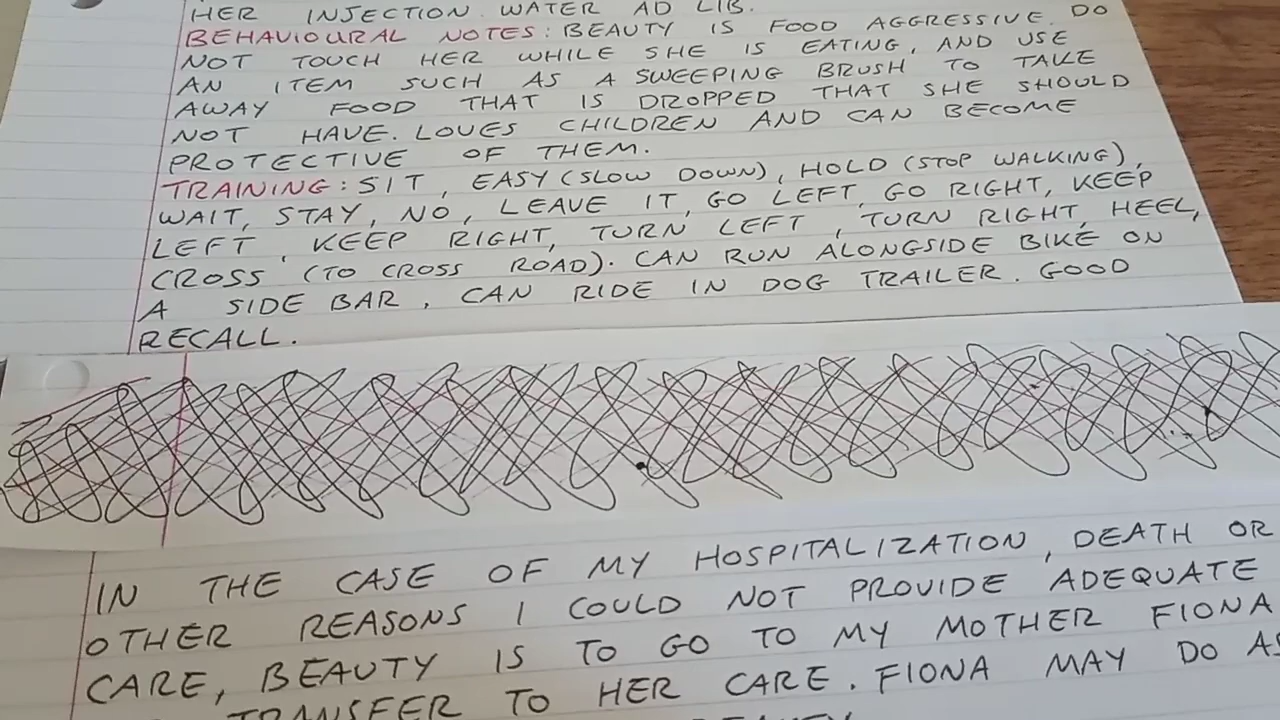 HER INJECTION. WATER AD LIB.
BEHAVIOURAL NOTES: BEAUTY IS FOOD AGGRESSIVE. DO
NOT TOUCH HER WHILE SHE IS EATING, AND USE
AN ITEM SUCH AS A SWEEPING BRUSH TO TAKE
AWAY FOOD THAT IS DROPPED THAT SHE SHOULD
NOT HAVE. LOVES CHILDREN AND CAN BECOME
PROTECTIVE OF THEM.
TRAINING: SIT, EASY (SLOW DOWN), HOLD (STOP WALKING),
WAIT, STAY, NO, LEAVE IT, GO LEFT, GO RIGHT, KEEP
LEFT, KEEP RIGHT, TURN LEFT, TURN RIGHT, HEEL,
CROSS (TO CROSS ROAD). CAN RUN ALONGSIDE BIKE ON
A SIDE BAR, CAN RIDE IN DOG TRAILER. GOOD
RECALL.
IN THE CASE OF MY HOSPITALIZATION, DEATH OR
OTHER REASONS I COULD NOT PROVIDE ADEQUATE
CARE, BEAUTY IS TO GO TO MY MOTHER FIONA
TRANSFER TO HER CARE. FIONA MAY DO AS